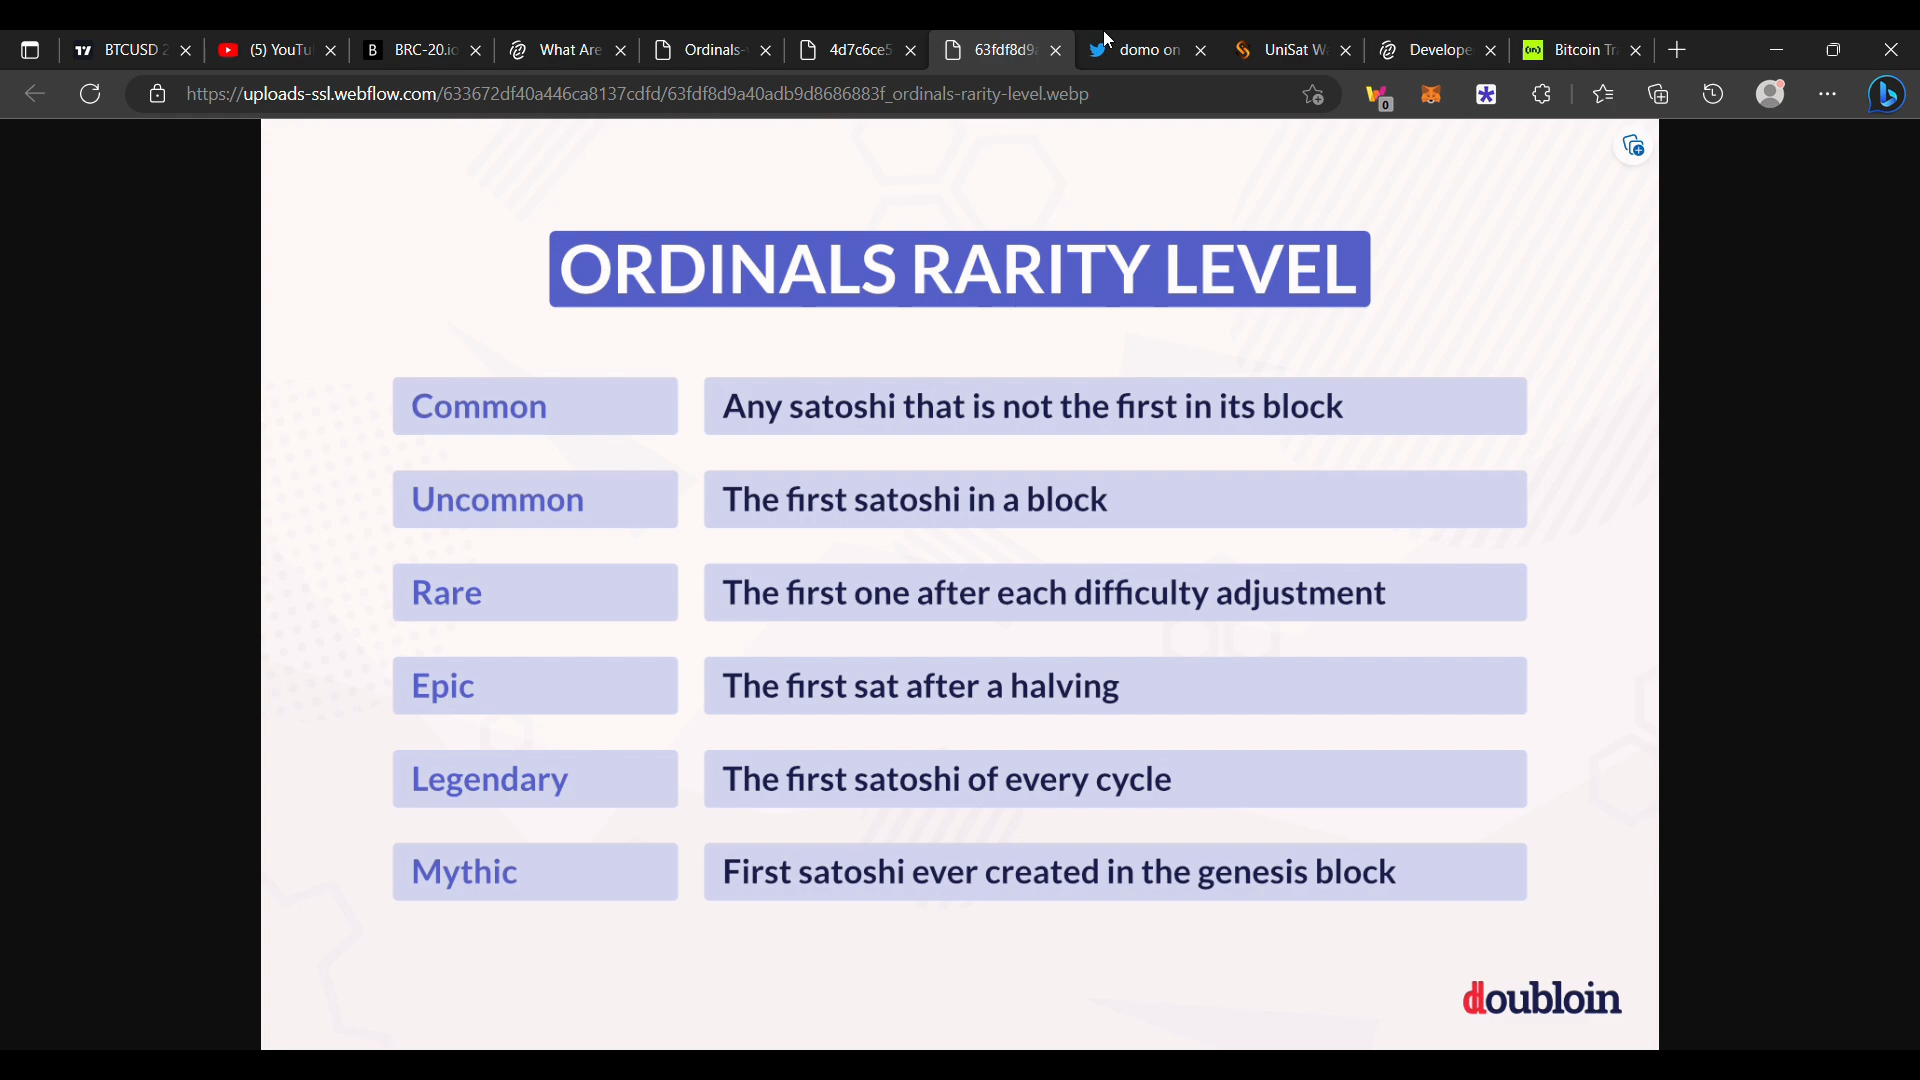 BTCUSD 2
(5) YouTu
BRC-20.io
What Are
Ordinals-
4d7c6ce5
63fdf8d9a
domo on
UniSat W
Develope
Bitcoin Tr
https://uploads-ssl.webflow.com/633672df40a446ca8137cdfd/63fdf8d9a40adb9d8686883f_ordinals-rarity-level.webp
0
ORDINALS RARITY LEVEL
Common
Any satoshi that is not the first in its block
Uncommon
The first satoshi in a block
Rare
The first one after each difficulty adjustment
Epic
The first sat after a halving
Legendary
The first satoshi of every cycle
Mythic
First satoshi ever created in the genesis block
doubloin